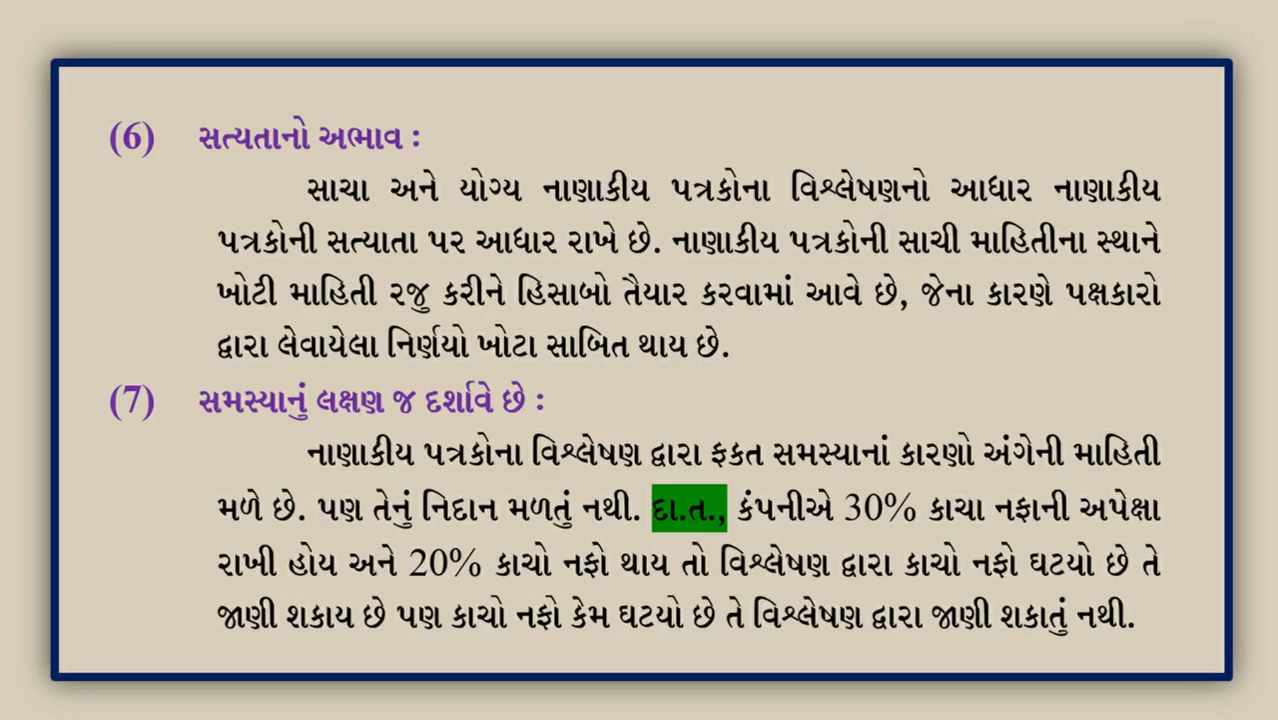 (6) સત્યતાનો અભાવ :
સાચા અને યોગ્ય નાણાકીય પત્રકોના વિશ્લેષણનો આધાર નાણાકીય
પત્રકોની સત્યાતા પર આધાર રાખે છે. નાણાકીય પત્રકોની સાચી માહિતીના સ્થાને
ખોટી માહિતી રજુ કરીને હિસાબો તૈયાર કરવામાં આવે છે, જેના કારણે પક્ષકારો
દ્વારા લેવાયેલા નિર્ણયો ખોટા સાબિત થાય છે.
(7) સમસ્યાનું લક્ષણ જ દર્શાવે છે :
નાણાકીય પત્રકોના વિશ્લેષણ દ્વારા ફકત સમસ્યાનાં કારણો અંગેની માહિતી
મળે છે. પણ તેનું નિદાન મળતું નથી. દા.ત., કંપનીએ 30% કાચા નફાની અપેક્ષા
રાખી હોય અને 20% કાચો નફો થાય તો વિશ્લેષણ દ્વારા કાચો નફો ઘટયો છે તે
જાણી શકાય છે પણ કાચો નફો કેમ ઘટયો છે તે વિશ્લેષણ દ્વારા જાણી શકાતું નથી.